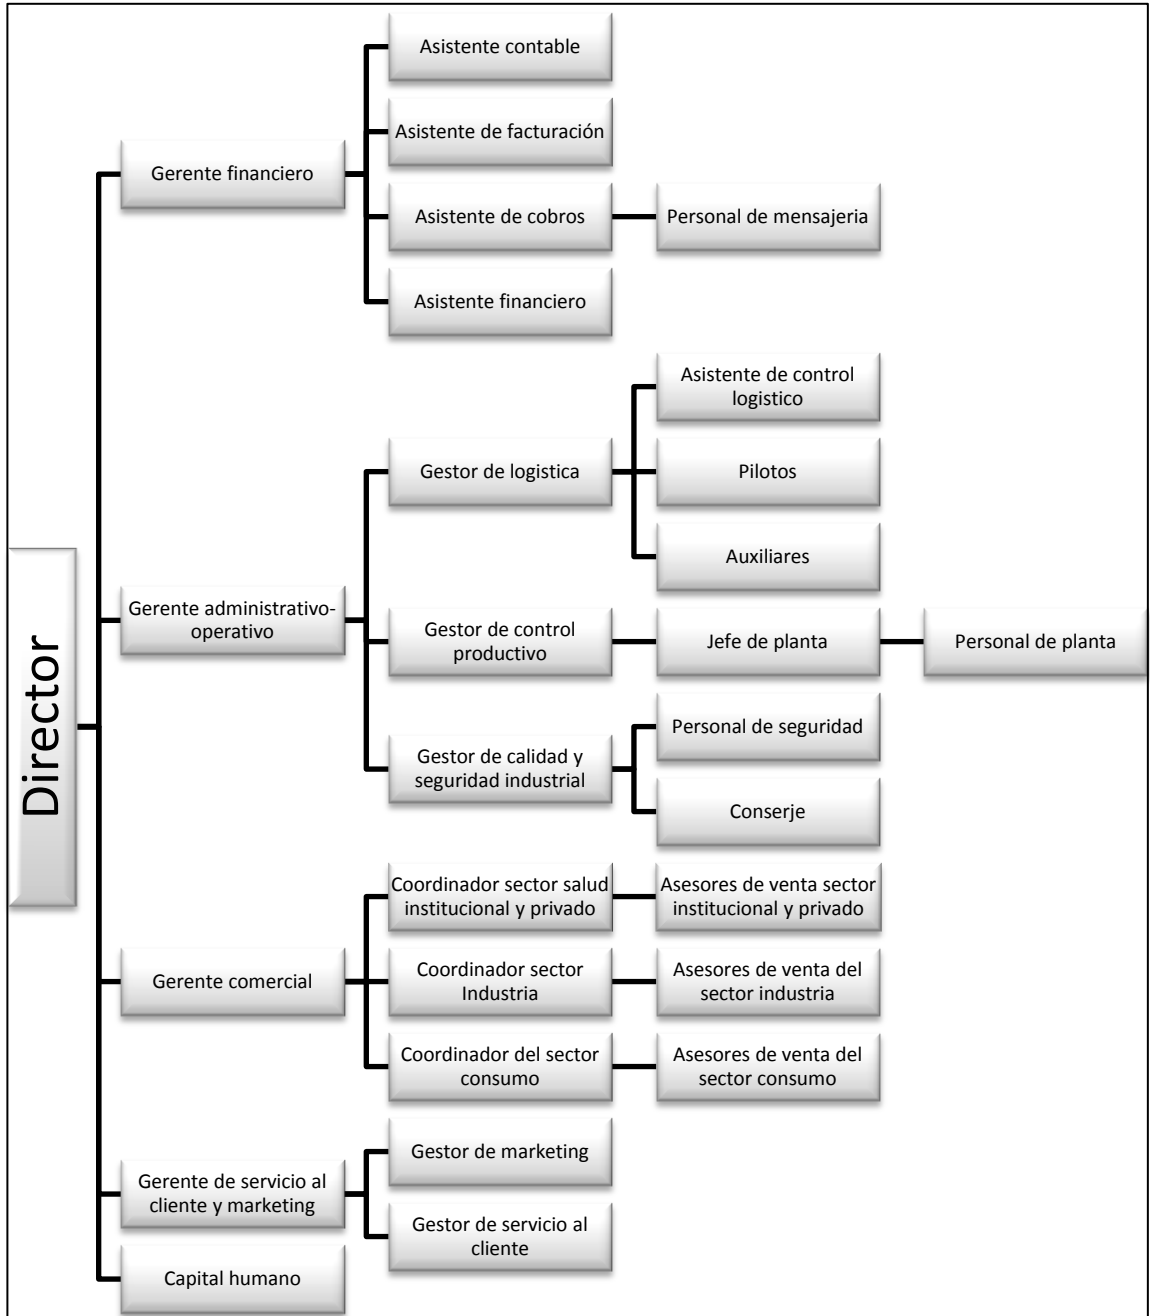 Director
Gerente financiero
Asistente contable
Asistente de facturación
Asistente de cobros
Personal de mensajeria
Asistente financiero
Gerente administrativo-
operativo
Gestor de logistica
Asistente de control
logistico
Pilotos
Auxiliares
Gestor de control
productivo
Jefe de planta
Personal de planta
Gestor de calidad y
seguridad industrial
Personal de seguridad
Conserje
Gerente comercial
Coordinador sector salud
institucional y privado
Asesores de venta sector
institucional y privado
Coordinador sector
Industria
Asesores de venta del
sector industria
Coordinador del sector
consumo
Asesores de venta del
sector consumo
Gerente de servicio al
cliente y marketing
Gestor de marketing
Gestor de servicio al
cliente
Capital humano